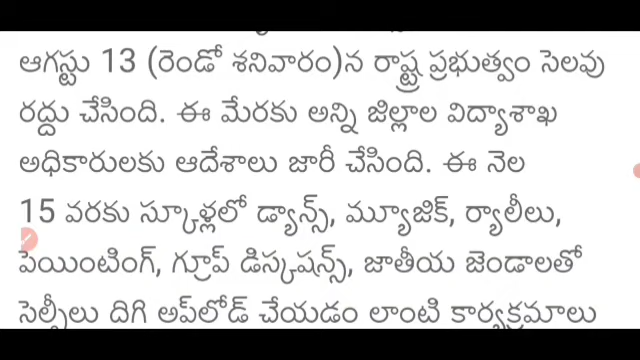 ఆగస్టు 13 (రెండో శనివారం)న రాష్ట్ర ప్రభుత్వం సెలవు
రద్దు చేసింది. ఈ మేరకు అన్ని జిల్లాల విద్యాశాఖ
అధికారులకు ఆదేశాలు జారీ చేసింది. ఈ నెల
15 వరకు స్కూళ్లలో డ్యాన్స్, మ్యూజిక్, ర్యాలీలు,
పెయింటింగ్, గ్రూప్ డిస్కషన్స్, జాతీయ జెండాలతో
సెల్ఫీలు దిగి అప్‌లోడ్ చేయడం లాంటి కార్యక్రమాలు